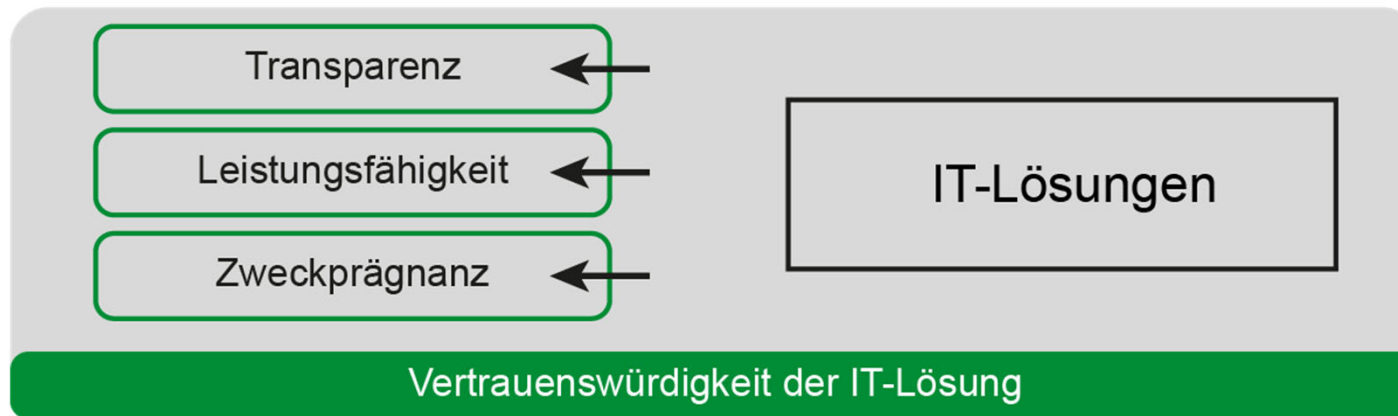 Transparenz
Leistungsfähigkeit
Zweckprägnanz
IT-Lösungen
Vertrauenswürdigkeit der IT-Lösung